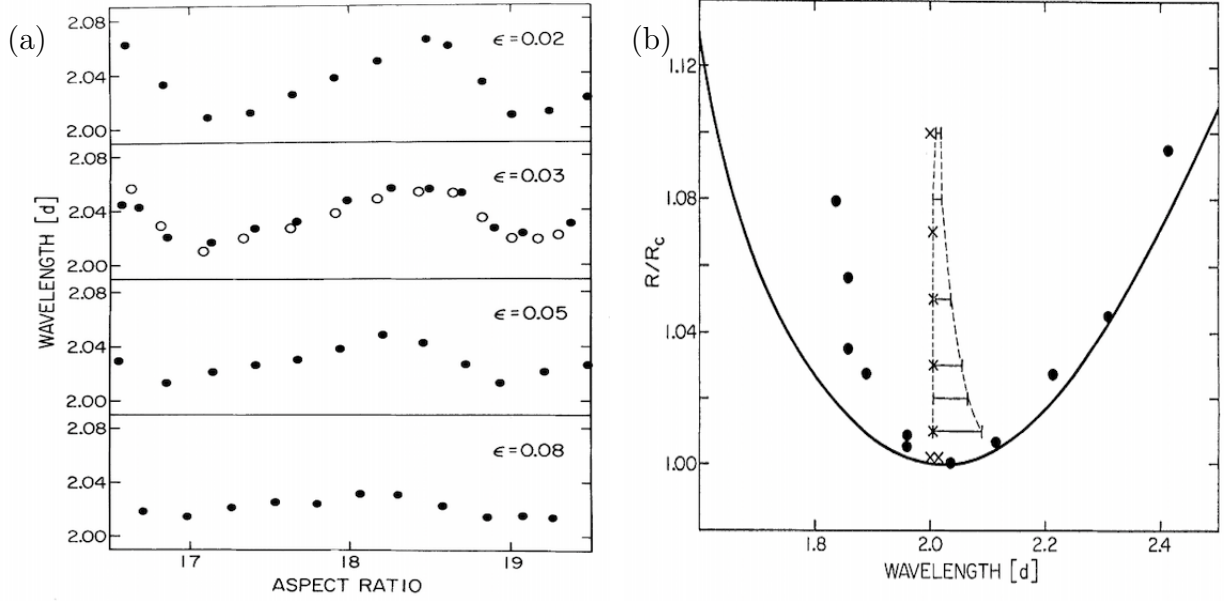 (a)
2.08
2.04
2.00
ϵ=0.02
2.08
2.04
2.00
ϵ=0.03
2.08
2.04
2.00
ϵ=0.05
2.08
2.04
2.00
ϵ=0.08
WAVELENGTH [d]
17 18 19
ASPECT RATIO
(b)
1.12
1.08
1.04
1.00
R/Rc
1.8 2.0 2.2 2.4
WAVELENGTH [d]